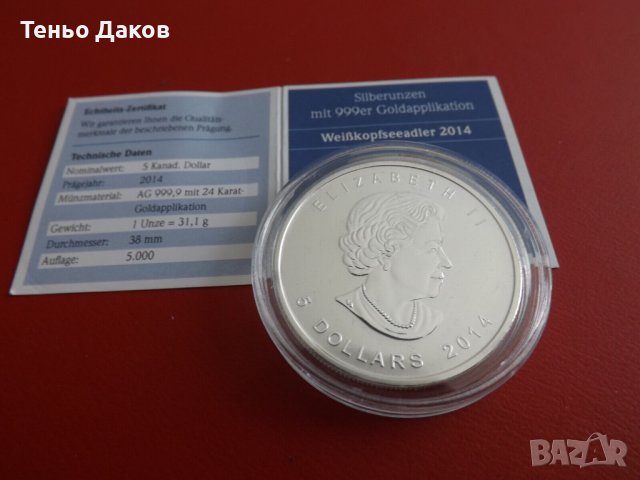 Теньо Даков
Echtheits-Zertifikat
Wir garantieren Ihnen die Qualitäts-
merkmale der beschriebenen Prägung.
Technische Daten
Nominalwert: 5 Kanad. Dollar
Prägejahr: 2014
Münzmaterial: AG 999,9 mit 24 Karat-
Goldapplikation
Gewicht: 1 Unze = 31,1 g
Durchmesser: 38 mm
Auflage: 5.000
Silberunzen
mit 999er Goldapplikation
Weißkopfseeadler 2014
ELIZABETH II
5 DOLLARS 2014
BAZAR